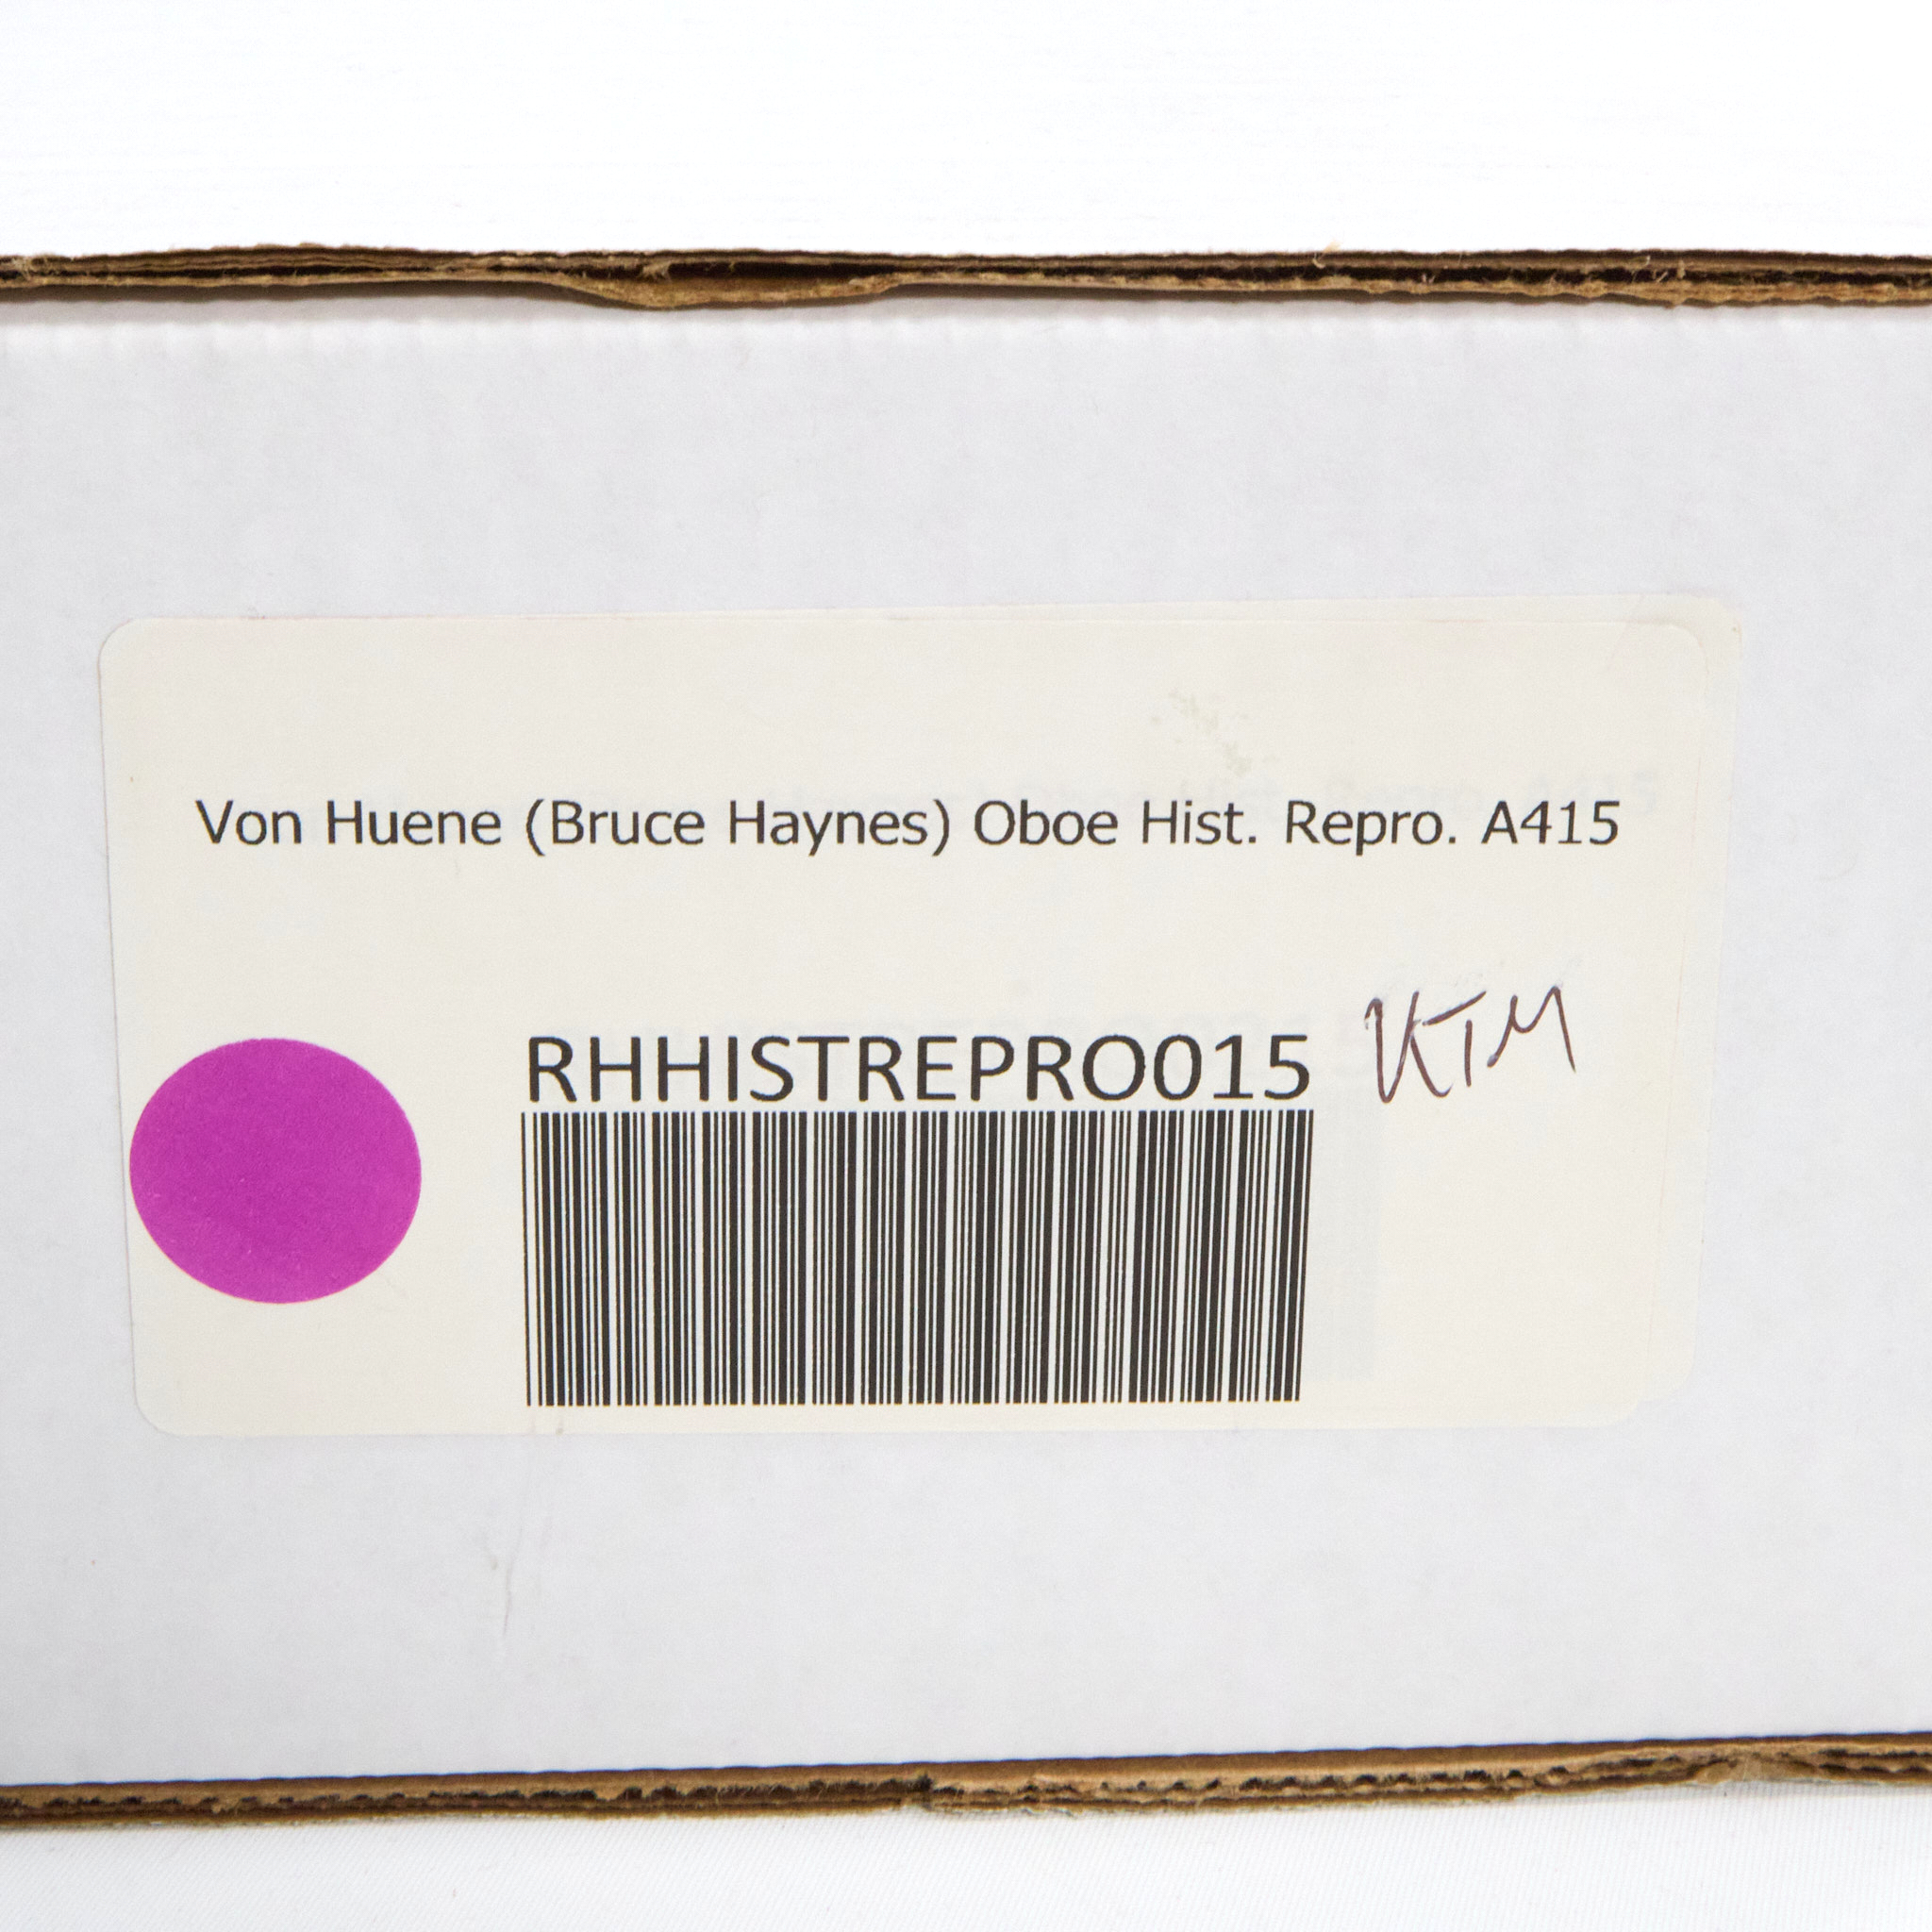 Von Huene (Bruce Haynes) Oboe Hist. Repro. A415
RHHISTREPRO015
KTM